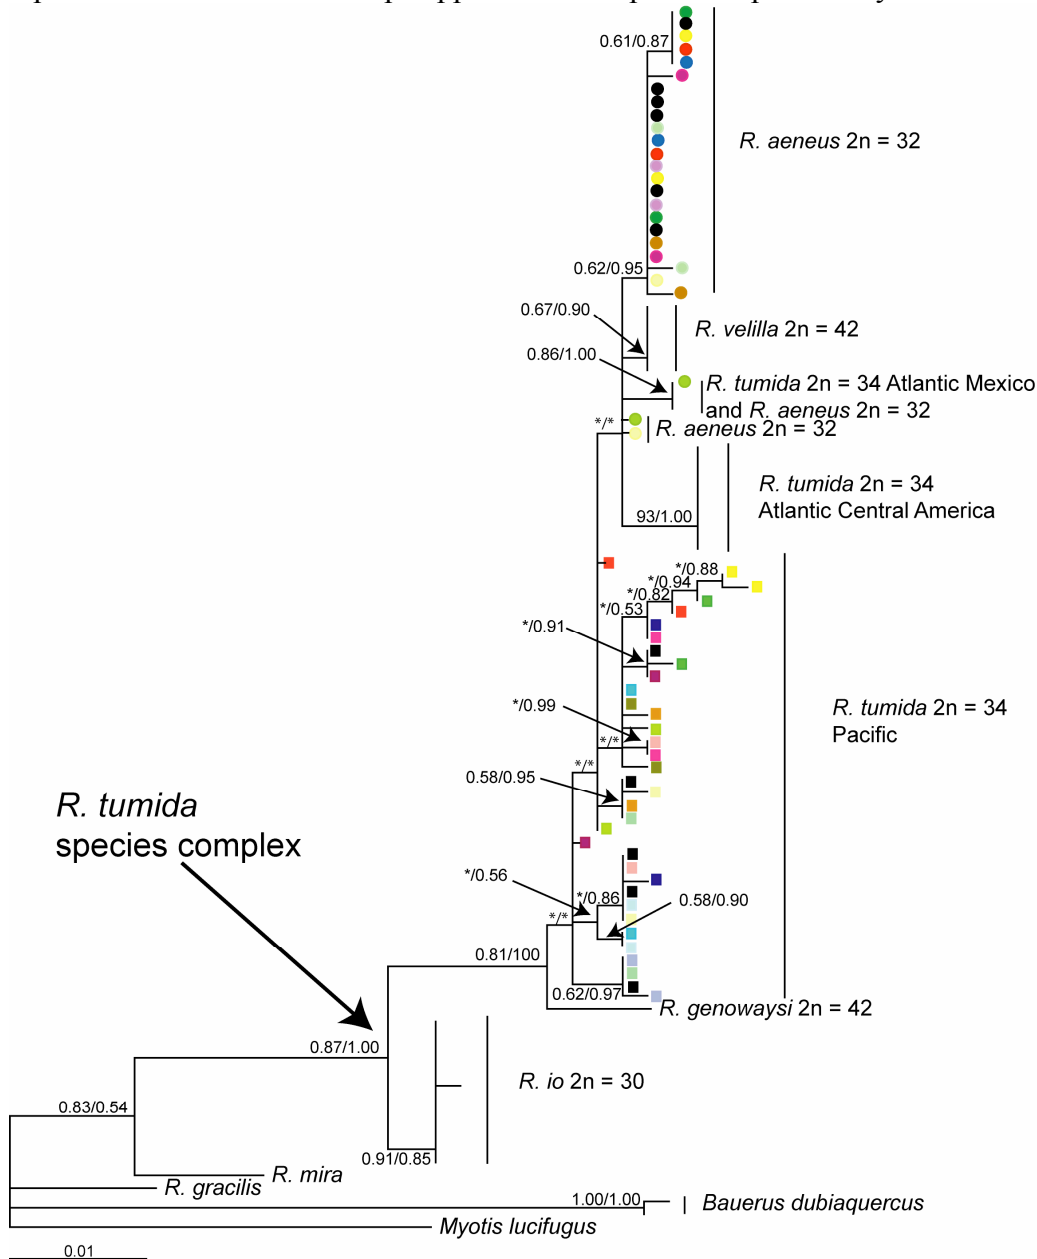 0.61/0.87
R. aeneus 2n = 32
0.62/0.95
0.67/0.90
R. velilla 2n = 42
0.86/1.00
R. tumida 2n = 34 Atlantic Mexico
and R. aeneus 2n = 32
*/*
R. aeneus 2n = 32
R. tumida 2n = 34
Atlantic Central America
93/1.00
*/0.88
*/0.94
*/0.82
*/0.53
*/0.91
*/0.99
R. tumida 2n = 34
Pacific
*/*
*/*
0.58/0.95
R. tumida
species complex
*/0.56
*/0.86
0.58/0.90
*/*
0.81/100
0.62/0.97
R. genowaysi 2n = 42
0.87/1.00
R. io 2n = 30
0.83/0.54
0.91/0.85
R. mira
R. gracilis
1.00/1.00
Bauerus dubiaquercus
Myotis lucifugus
0.01